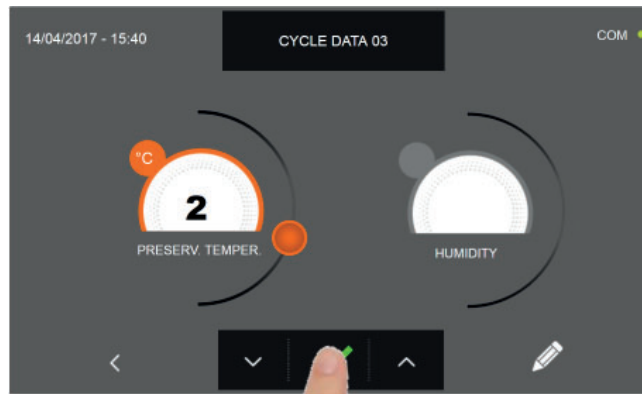 14/04/2017 - 15:40
CYCLE DATA 03
COM
°C
2
PRESERV. TEMPER.
HUMIDITY